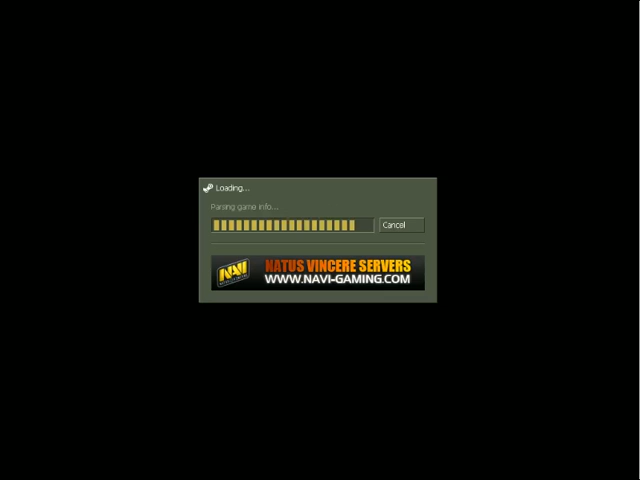 Loading...
Parsing game info...
Cancel
NAVI
NATUS VINCERE SERVERS
WWW.NAVI-GAMING.COM